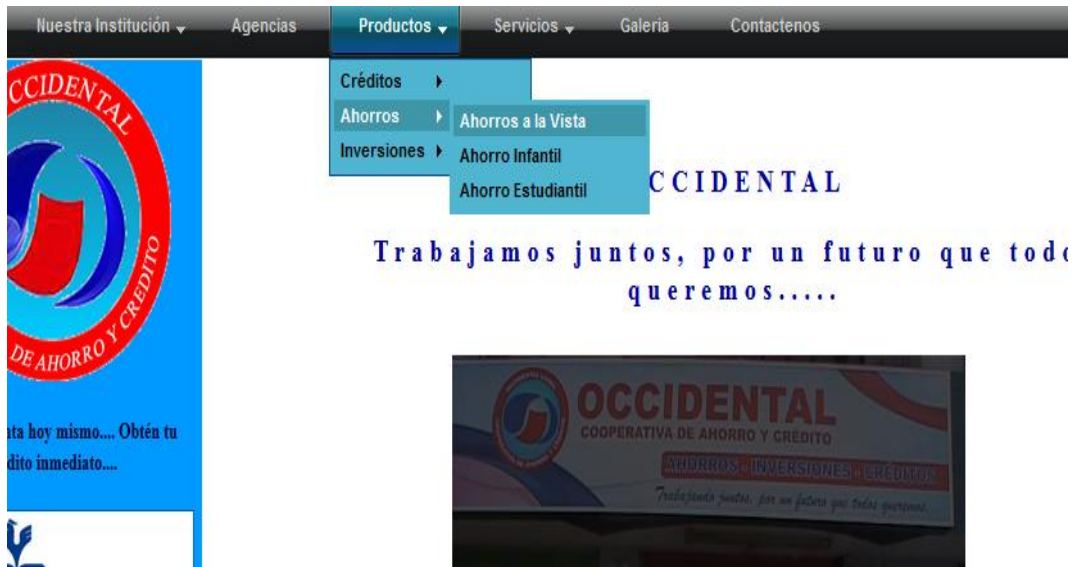 Nuestra Institución Agencias Productos Servicios Galeria Contactenos
Créditos
Ahorros
Inversiones
Ahorros a la Vista
Ahorro Infantil
Ahorro Estudiantil
CCIDENTAL
DE AHORRO Y CREDITO
CCIDENTAL
Trabajamos juntos, por un futuro que todo
queremos.....
nta hoy mismo.... Obtén tu
dito inmediato....
OCCIDENTAL
COOPERATIVA DE AHORRO Y CREDITO
AHORROS - INVERSIONES - CREDITOS
Trabajando juntos, por un futuro que todos queremos.